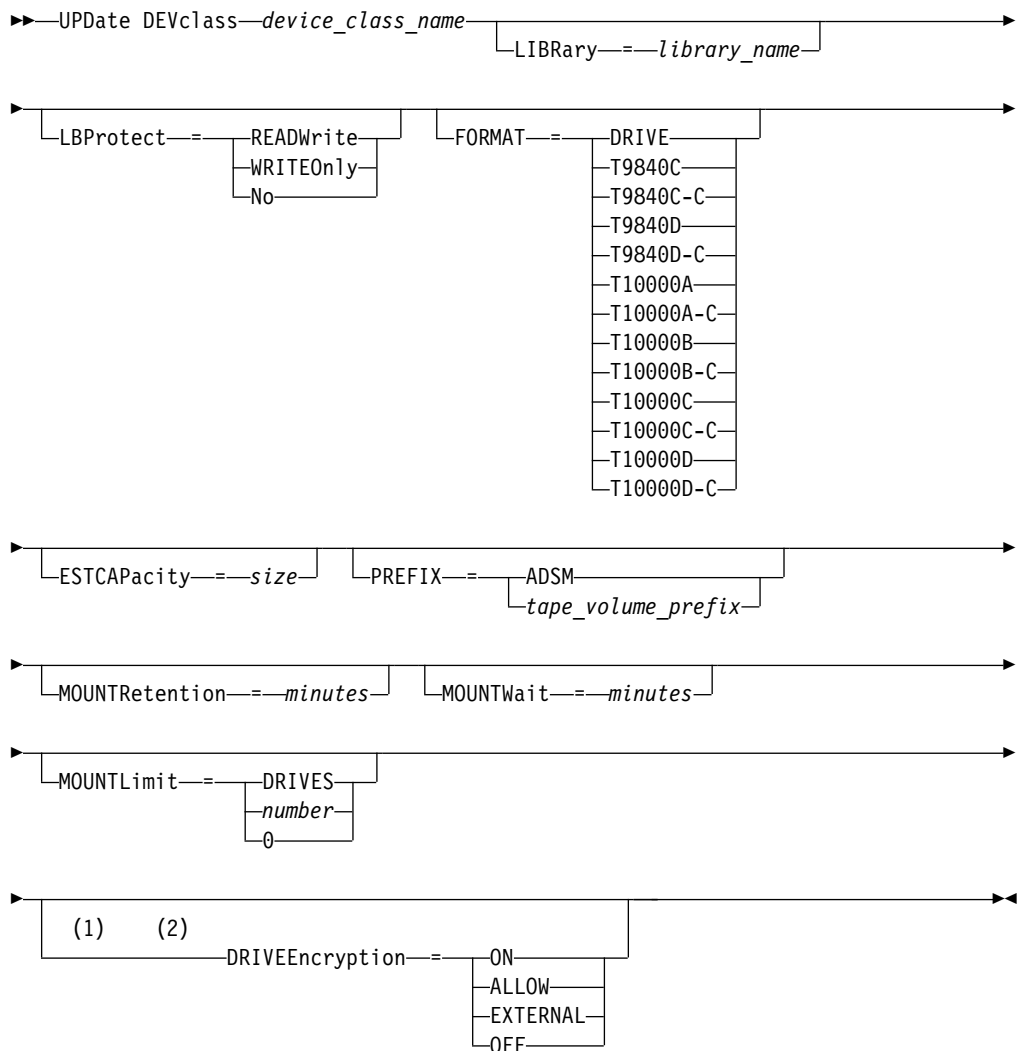 UPDate DEVclass device_class_name
LIBRary = library_name
LBProtect = READWrite
WRITEOnly
No
FORMAT = DRIVE
T9840C
T9840C-C
T9840D
T9840D-C
T10000A
T10000A-C
T10000B
T10000B-C
T10000C
T10000C-C
T10000D
T10000D-C
ESTCAPacity = size
PREFIX = ADSM
tape_volume_prefix
MOUNTRetention = minutes
MOUNTWait = minutes
MOUNTLimit = DRIVES
number
0
(1) (2)
DRIVEEncryption = ON
ALLOW
EXTERNAL
OFF